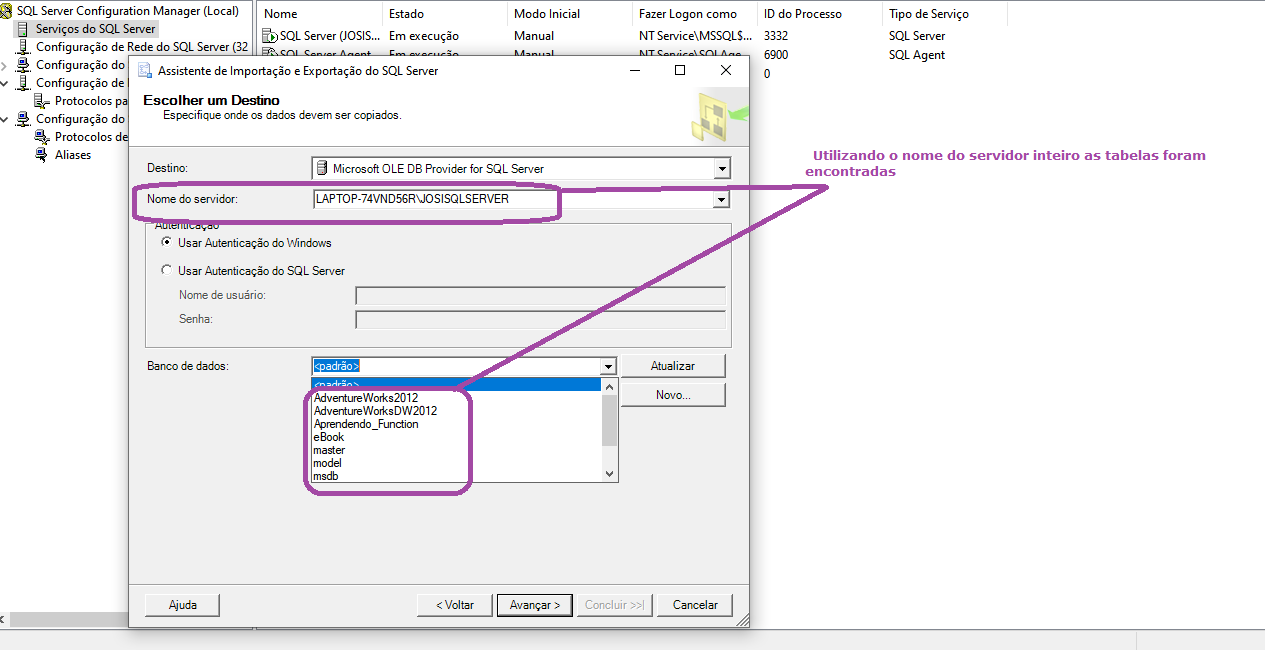 SQL Server Configuration Manager (Local)
Serviços do SQL Server
Configuração de Rede do SQL Server (32
Configuração do
Configuração de
Protocolos pa
Configuração do
Protocolos de
Aliases
Nome Estado Modo Inicial Fazer Logon como ID do Processo Tipo de Serviço
SQL Server (JOSIS... Em execução Manual NT Service\MSSQL$... 3332 SQL Server
SQL Server Agent Em execução Manual NT Service\SQLAge... 6900 SQL Agent
0
Assistente de Importação e Exportação do SQL Server
Escolher um Destino
Especifique onde os dados devem ser copiados.
Destino: Microsoft OLE DB Provider for SQL Server
Nome do servidor: LAPTOP-74VND56R\JOSISQLSERVER
Autenticação
Usar Autenticação do Windows
Usar Autenticação do SQL Server
Nome de usuário:
Senha:
Banco de dados: <padrão> Atualizar
<padrão>
Novo...
AdventureWorks2012
AdventureWorksDW2012
Aprendendo_Function
eBook
master
model
msdb
Ajuda < Voltar Avançar > Concluir >>| Cancelar
Utilizando o nome do servidor inteiro as tabelas foram
encontradas